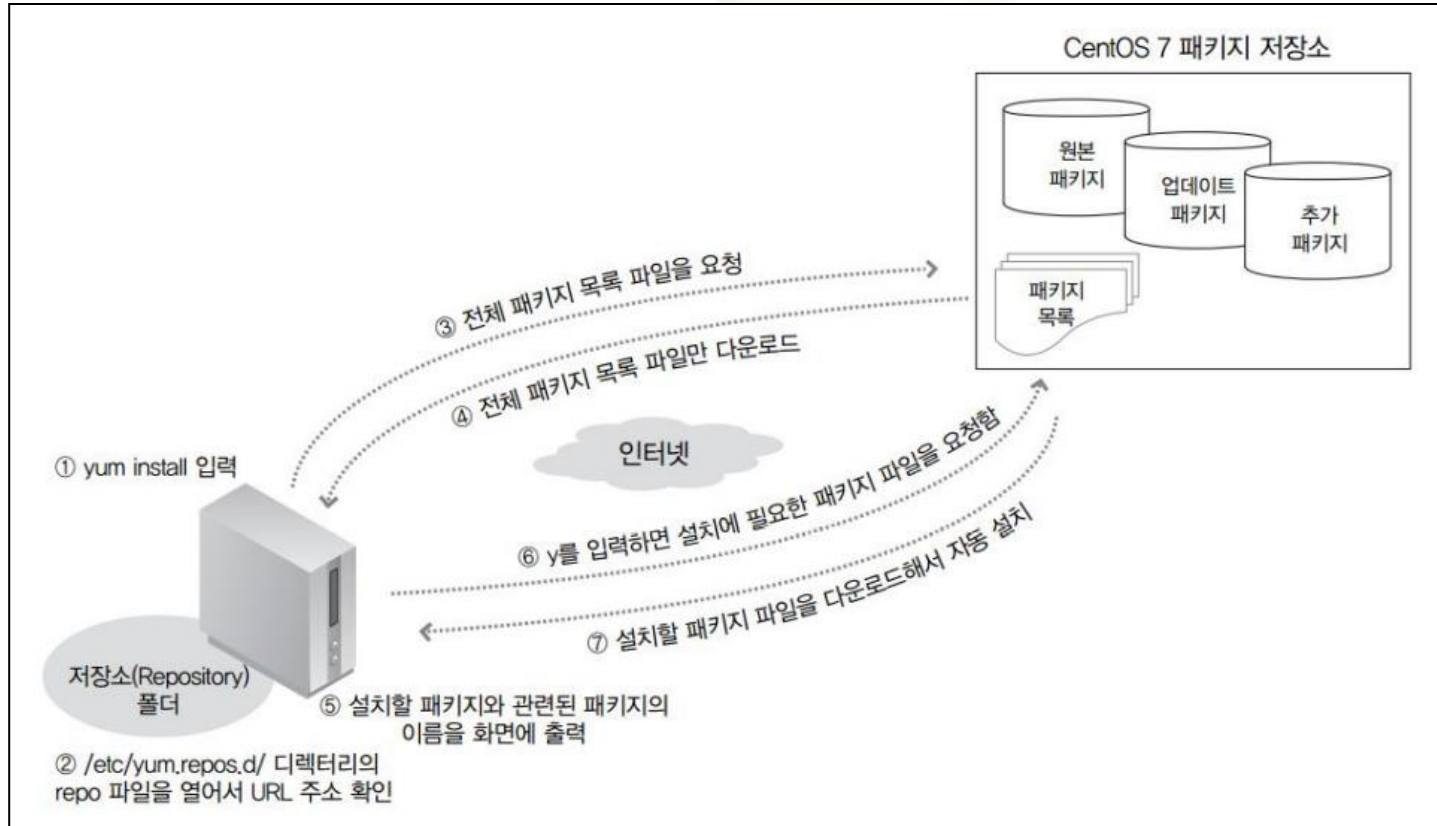 CentOS 7 패키지 저장소
원본
패키지
업데이트
패키지
추가
패키지
패키지
목록
③ 전체 패키지 목록 파일을 요청
④ 전체 패키지 목록 파일만 다운로드
인터넷
① yum install 입력
⑥ y를 입력하면 설치에 필요한 패키지 파일을 요청함
⑦ 설치할 패키지 파일을 다운로드해서 자동 설치
저장소(Repository)
폴더
⑤ 설치할 패키지와 관련된 패키지의
이름을 화면에 출력
② /etc/yum.repos.d/ 디렉터리의
repo 파일을 열어서 URL 주소 확인